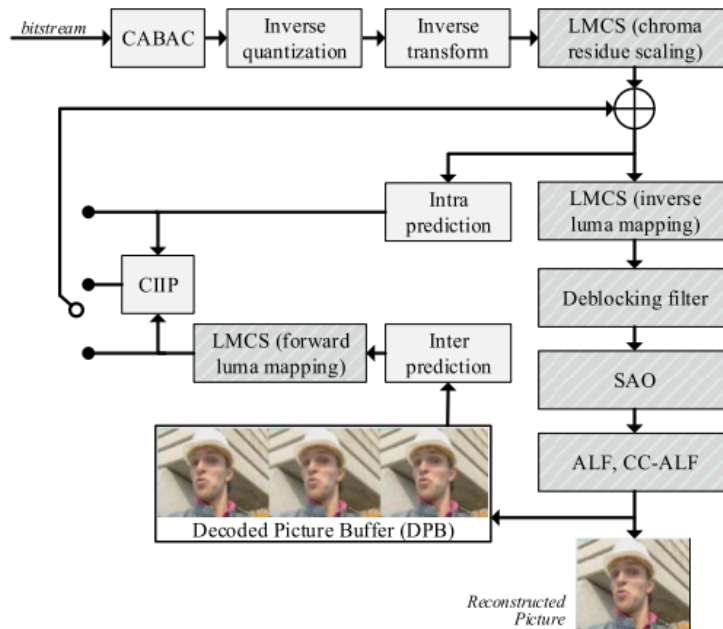 bitstream
CABAC
Inverse
quantization
Inverse
transform
LMCS (chroma
residue scaling)
Intra
prediction
LMCS (inverse
luma mapping)
CIIP
Deblocking filter
LMCS (forward
luma mapping)
Inter
prediction
SAO
ALF, CC-ALF
Decoded Picture Buffer (DPB)
Reconstructed
Picture